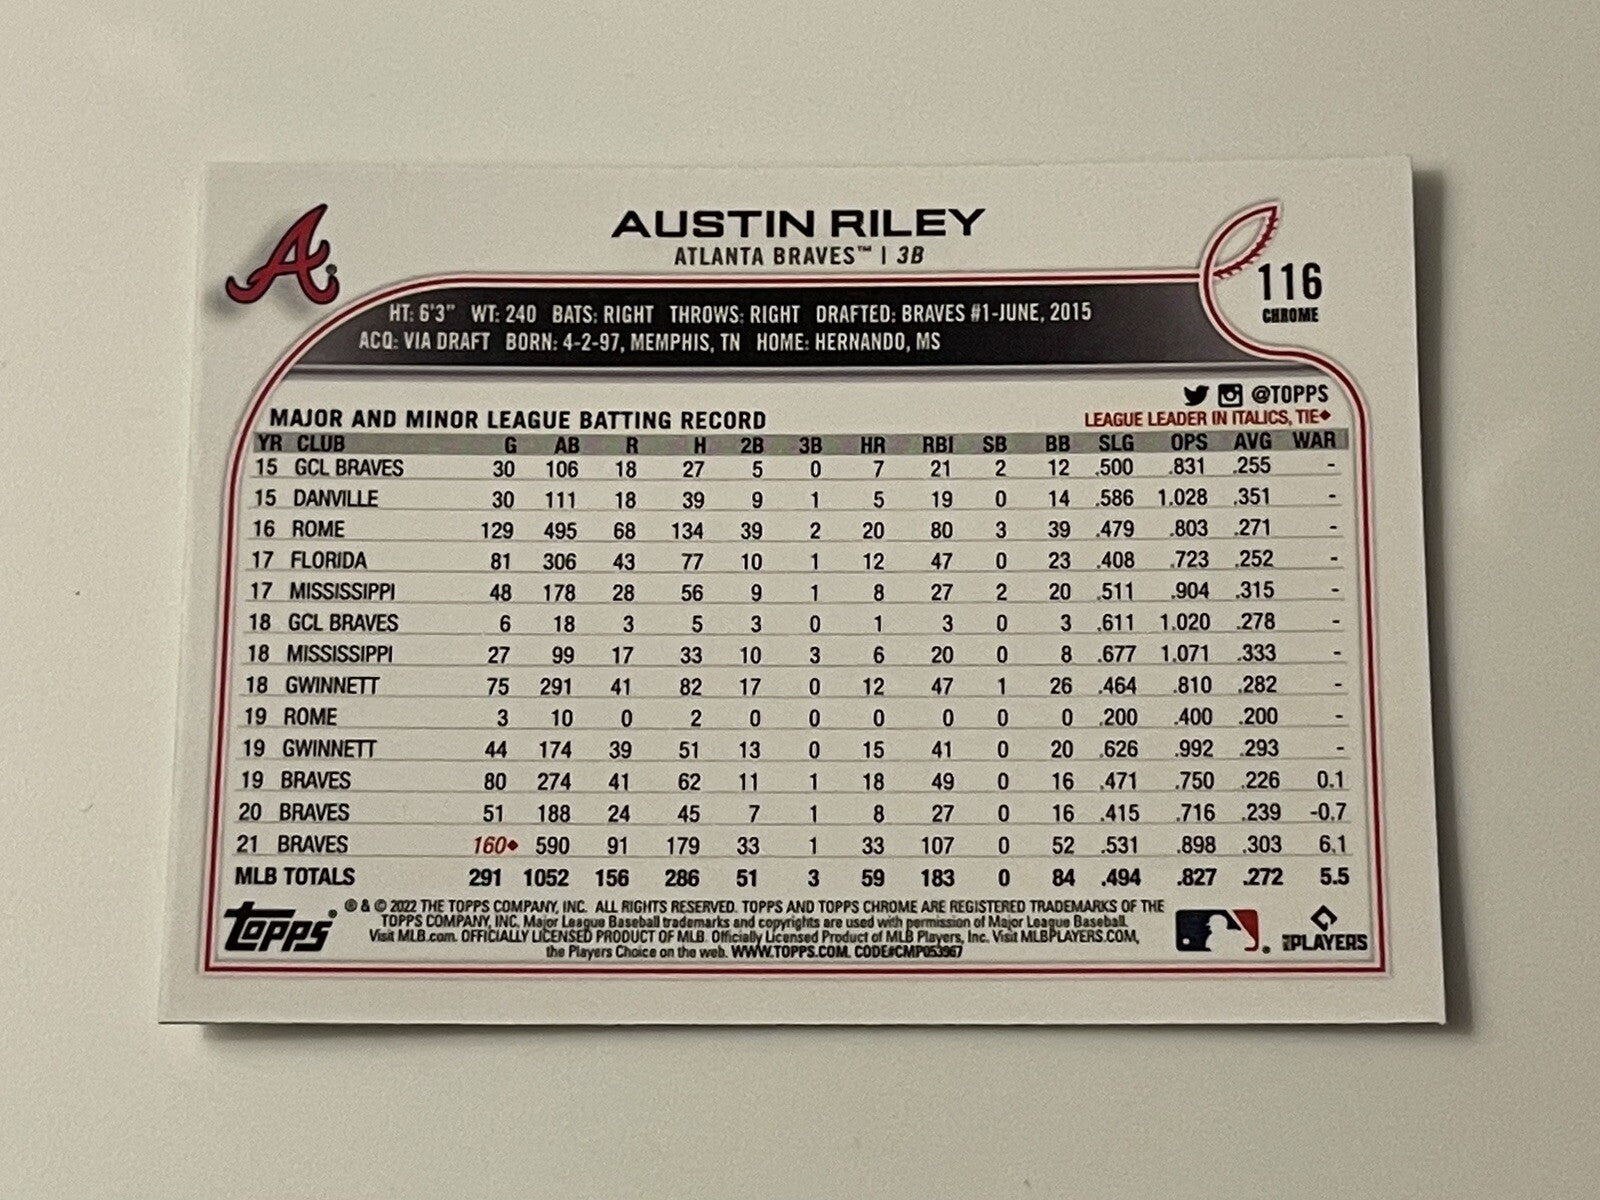 A
AUSTIN RILEY
ATLANTA BRAVES™ | 3B
116
CHROME
HT: 6'3" WT: 240 BATS: RIGHT THROWS: RIGHT DRAFTED: BRAVES #1-JUNE, 2015
ACQ: VIA DRAFT BORN: 4-2-97, MEMPHIS, TN HOME: HERNANDO, MS
@TOPPS
MAJOR AND MINOR LEAGUE BATTING RECORD
LEAGUE LEADER IN ITALICS, TIE◆
YR CLUB G AB R H 2B 3B HR RBI SB BB SLG OPS AVG WAR
15 GCL BRAVES 30 106 18 27 5 0 7 21 2 12 .500 .831 .255 -
15 DANVILLE 30 111 18 39 9 1 5 19 0 14 .586 1.028 .351 -
16 ROME 129 495 68 134 39 2 20 80 3 39 .479 .803 .271 -
17 FLORIDA 81 306 43 77 10 1 12 47 0 23 .408 .723 .252 -
17 MISSISSIPPI 48 178 28 56 9 1 8 27 2 20 .511 .904 .315 -
18 GCL BRAVES 6 18 3 5 3 0 1 3 0 3 .611 1.020 .278 -
18 MISSISSIPPI 27 99 17 33 10 3 6 20 0 8 .677 1.071 .333 -
18 GWINNETT 75 291 41 82 17 0 12 47 1 26 .464 .810 .282 -
19 ROME 3 10 0 2 0 0 0 0 0 0 .200 .400 .200 -
19 GWINNETT 44 174 39 51 13 0 15 41 0 20 .626 .992 .293 -
19 BRAVES 80 274 41 62 11 1 18 49 0 16 .471 .750 .226 0.1
20 BRAVES 51 188 24 45 7 1 8 27 0 16 .415 .716 .239 -0.7
21 BRAVES 160◆ 590 91 179 33 1 33 107 0 52 .531 .898 .303 6.1
MLB TOTALS 291 1052 156 286 51 3 59 183 0 84 .494 .827 .272 5.5
topps®
® & © 2022 THE TOPPS COMPANY, INC. ALL RIGHTS RESERVED. TOPPS AND TOPPS CHROME ARE REGISTERED TRADEMARKS OF THE
TOPPS COMPANY, INC. Major League Baseball trademarks and copyrights are used with permission of Major League Baseball.
Visit MLB.com. OFFICIALLY LICENSED PRODUCT OF MLB Officially Licensed Product of MLB Players, Inc. Visit MLBPLAYERS.COM,
the Players Choice on the web. WWW.TOPPS.COM. CODE#CMP053967
MLB PLAYERS